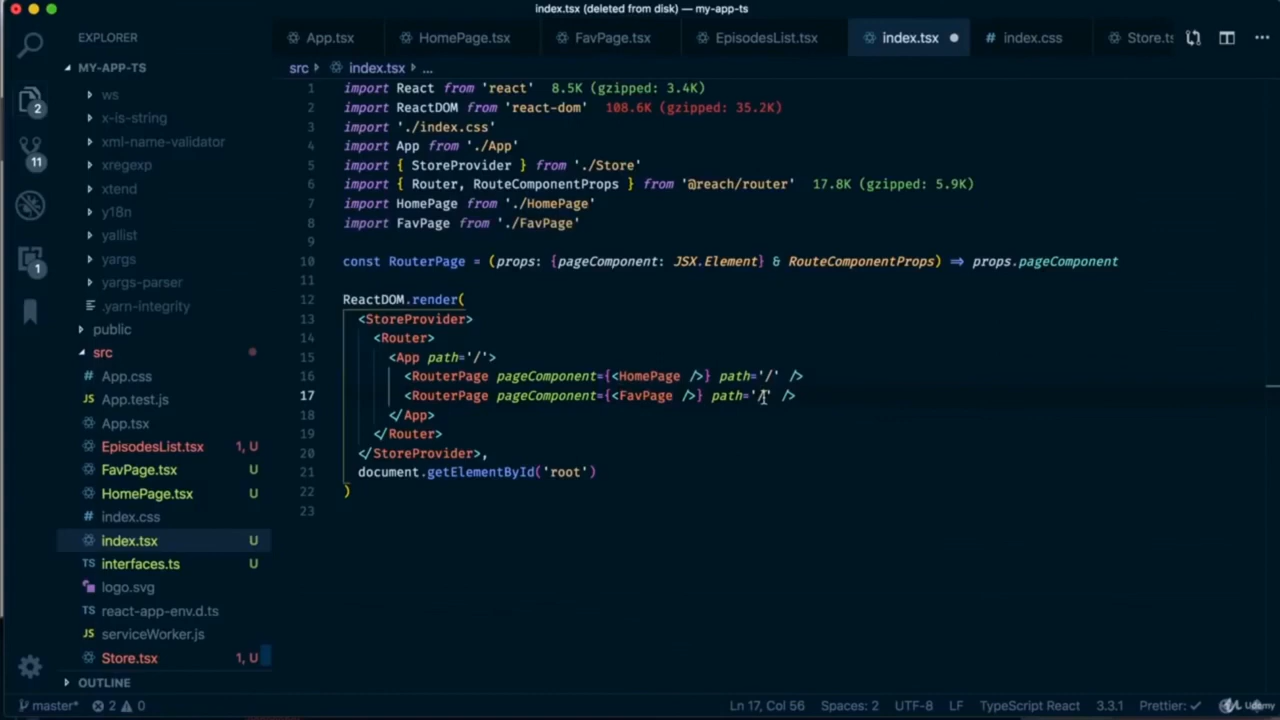 index.tsx (deleted from disk) — my-app-ts
EXPLORER
App.tsx
HomePage.tsx
FavPage.tsx
EpisodesList.tsx
index.tsx
index.css
Store.ts
MY-APP-TS
src
index.tsx
...
ws
x-is-string
xml-name-validator
xregexp
xtend
y18n
yallist
yargs
yargs-parser
.yarn-integrity
public
src
App.css
App.test.js
App.tsx
EpisodesList.tsx 1, U
FavPage.tsx U
HomePage.tsx U
index.css
index.tsx U
interfaces.ts U
logo.svg
react-app-env.d.ts
serviceWorker.js
Store.tsx 1, U
OUTLINE
2
11
1
1 import React from 'react' 8.5K (gzipped: 3.4K)
2 import ReactDOM from 'react-dom' 108.6K (gzipped: 35.2K)
3 import './index.css'
4 import App from './App'
5 import { StoreProvider } from './Store'
6 import { Router, RouteComponentProps } from '@reach/router' 17.8K (gzipped: 5.9K)
7 import HomePage from './HomePage'
8 import FavPage from './FavPage'
9
10 const RouterPage = (props: {pageComponent: JSX.Element} & RouteComponentProps) => props.pageComponent
11
12 ReactDOM.render(
13 <StoreProvider>
14 <Router>
15 <App path='/'>
16 <RouterPage pageComponent={<HomePage />} path='/' />
17 <RouterPage pageComponent={<FavPage />} path='/' />
18 </App>
19 </Router>
20 </StoreProvider>,
21 document.getElementById('root')
22 )
23
master* 2 0
Ln 17, Col 56 Spaces: 2 UTF-8 LF TypeScript React 3.3.1 Prettier: ✓
Udemy